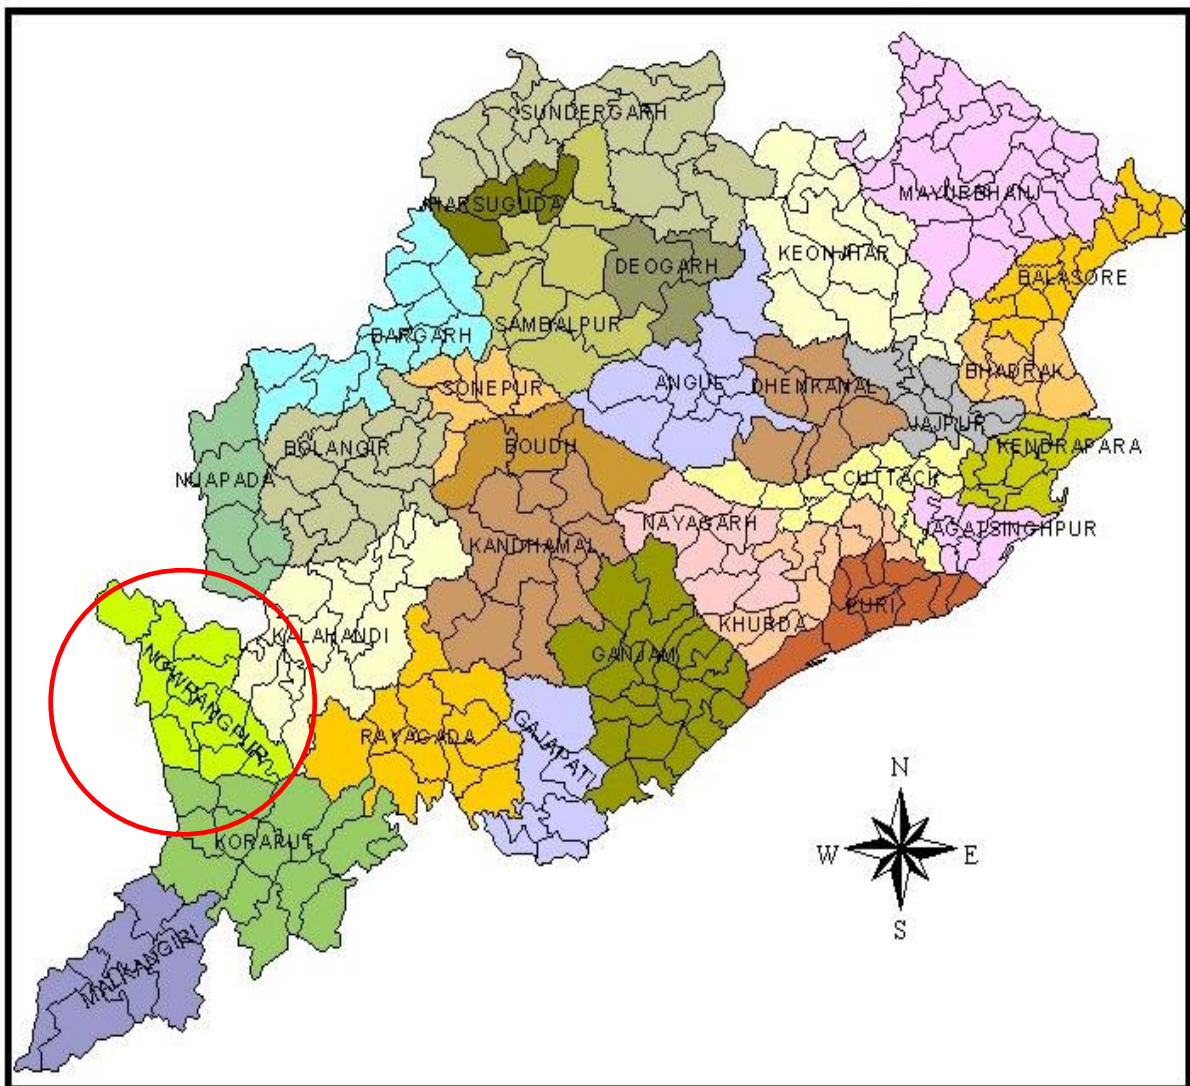 SUNDERGARH
MAYURBHANJ
JHARSUGUDA
KEONJHAR
DEOGARH
BALASORE
SAMBALPUR
BARGARH
BHADRAK
ANGUL
DHENKANAL
SONEPUR
JAJPUR
BOLANGIR
BOUDH
KENDRAPARA
NUAPADA
CUTTACK
NAYAGARH
JAGATSINGHPUR
KANDHAMAL
PURI
KHURDA
KALAHANDI
GANJAM
NOWRANGPUR
RAYAGADA
GAJAPATI
KORAPUT
MALKANGIRI
N
W
E
S